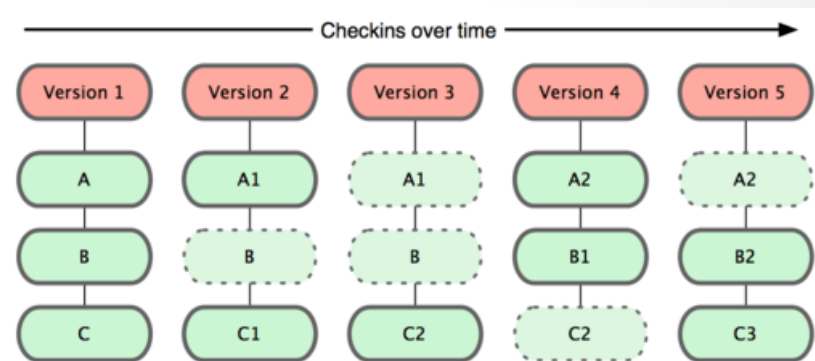 Checkins over time
Version 1 Version 2 Version 3 Version 4 Version 5
A A1 A1 A2 A2
B B B B1 B2
C C1 C2 C2 C3